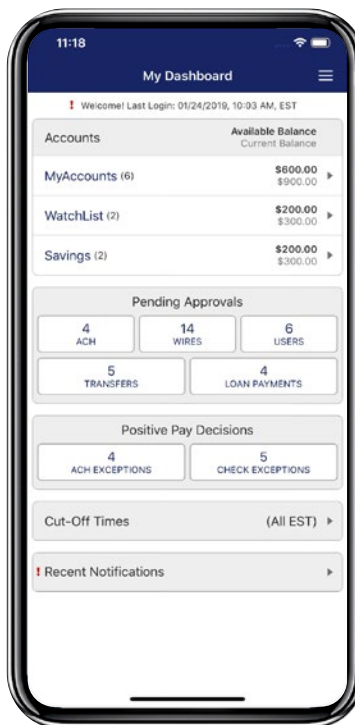 11:18
My Dashboard
! Welcome! Last Login: 01/24/2019, 10:03 AM, EST
Accounts Available Balance
Current Balance
MyAccounts (6) $600.00
$900.00
WatchList (2) $200.00
$300.00
Savings (2) $200.00
$300.00
Pending Approvals
4 14 6
ACH WIRES USERS
5 4
TRANSFERS LOAN PAYMENTS
Positive Pay Decisions
4 5
ACH EXCEPTIONS CHECK EXCEPTIONS
Cut-Off Times (All EST)
! Recent Notifications